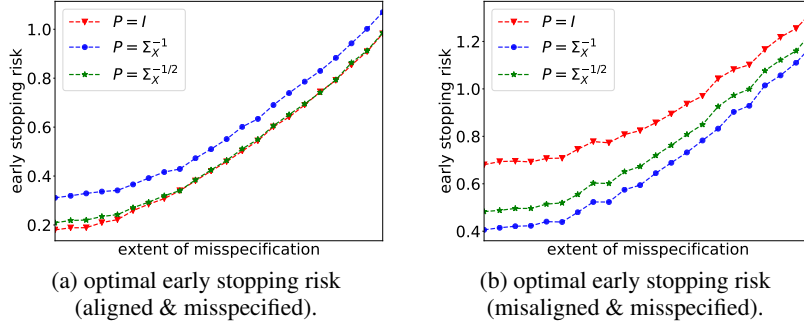 early stopping risk
1.0
0.8
0.6
0.4
0.2
P = I
P = Σ_X^{-1}
P = Σ_X^{-1/2}
extent of misspecification
(a) optimal early stopping risk
(aligned & misspecified).
early stopping risk
1.2
1.0
0.8
0.6
0.4
P = I
P = Σ_X^{-1}
P = Σ_X^{-1/2}
extent of misspecification
(b) optimal early stopping risk
(misaligned & misspecified).